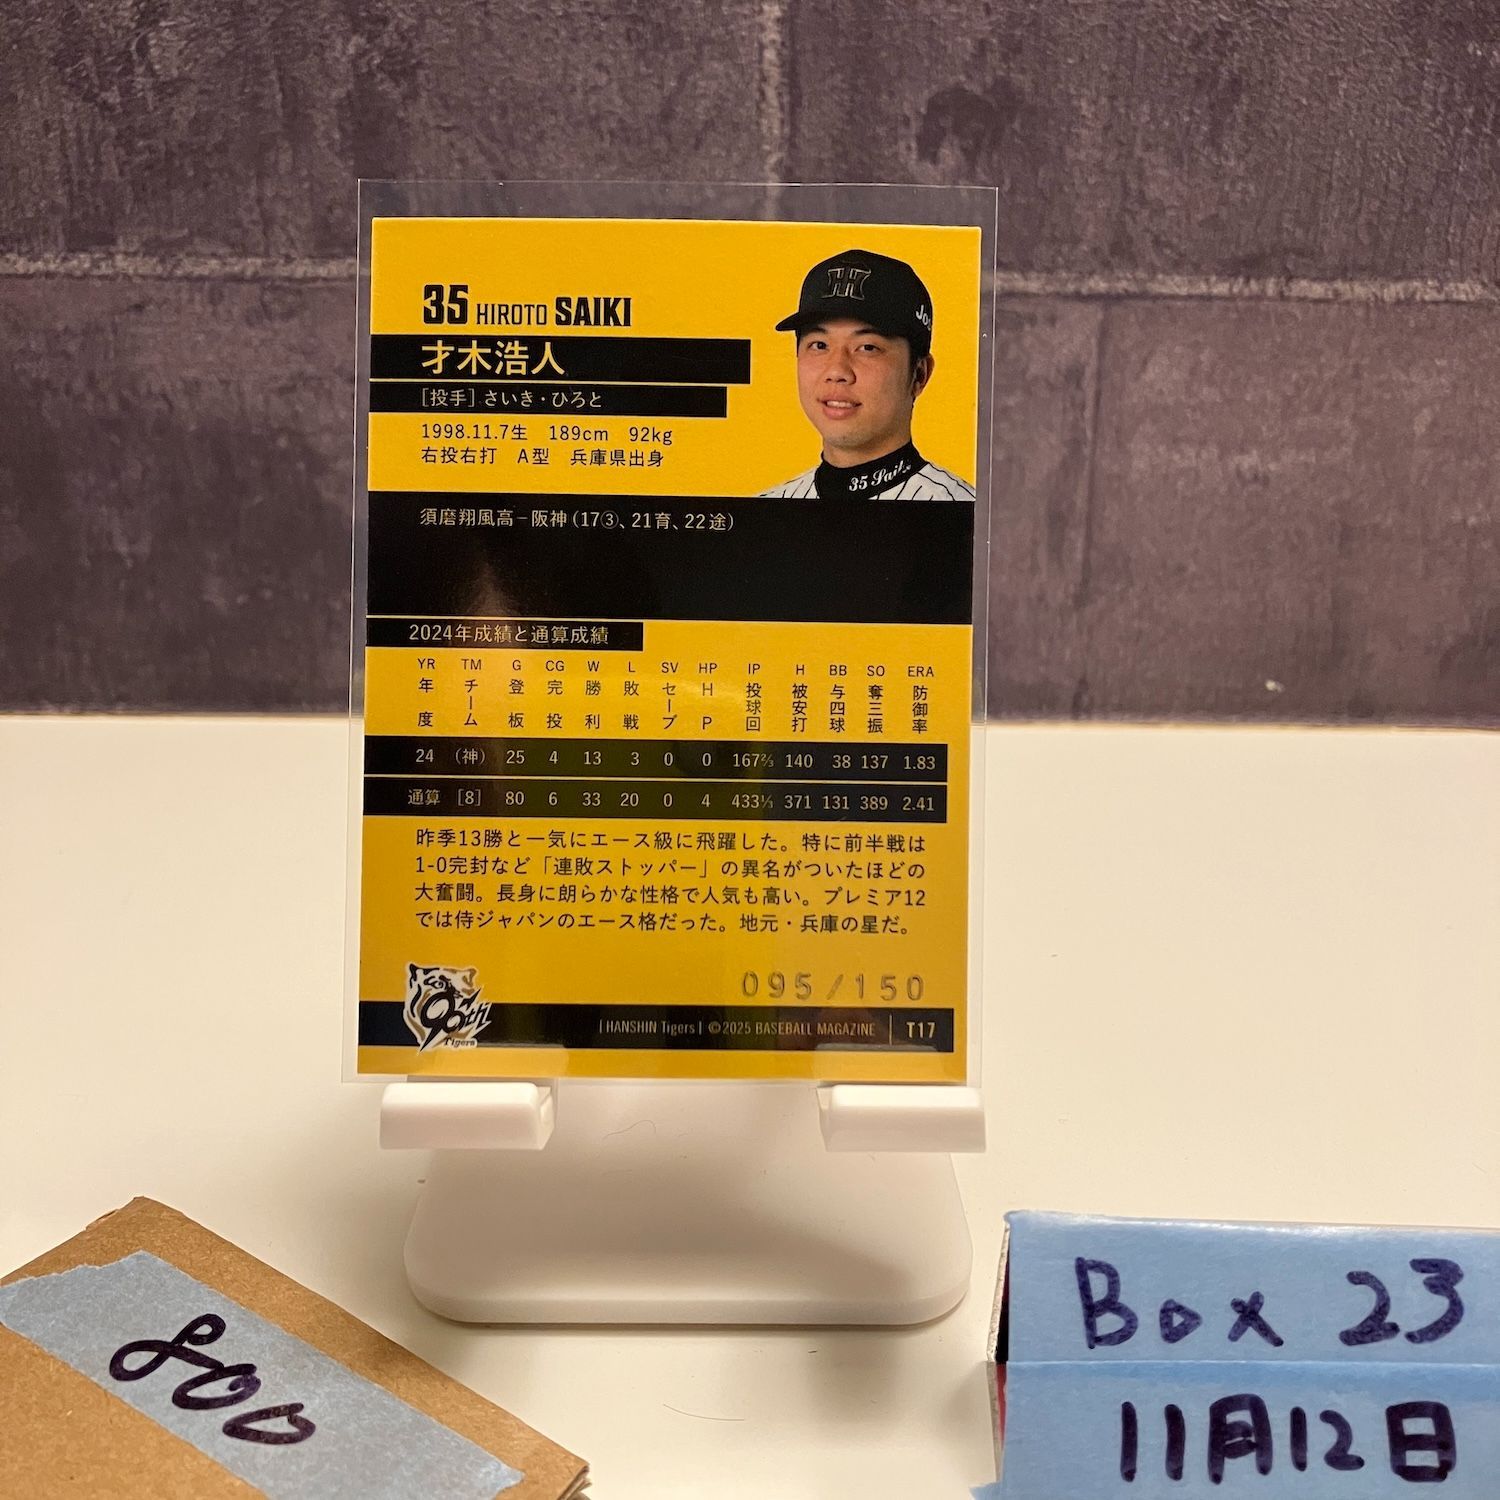 35 HIROTO SAIKI
才木浩人
[投手] さいき・ひろと
1998.11.7生 189cm 92kg
右投右打 A型 兵庫県出身
35 Saiki
須磨翔風高−阪神(17③、21育、22途)
2024年成績と通算成績
YR TM G CG W L SV HP IP H BB SO ERA
年度 チーム 登板 完投 勝利 敗戦 セーブ HP 投球回 被安打 与四球 奪三振 防御率
24 (神) 25 4 13 3 0 0 167⅔ 140 38 137 1.83
通算 [8] 80 6 33 20 0 4 433⅓ 371 131 389 2.41
昨季13勝と一気にエース級に飛躍した。特に前半戦は
1-0完封など「連敗ストッパー」の異名がついたほどの
大奮闘。長身に朗らかな性格で人気も高い。プレミア12
では侍ジャパンのエース格だった。地元・兵庫の星だ。
095/150
90th
Tigers
| HANSHIN Tigers | ©2025 BASEBALL MAGAZINE | T17
800
Box 23
11月12日